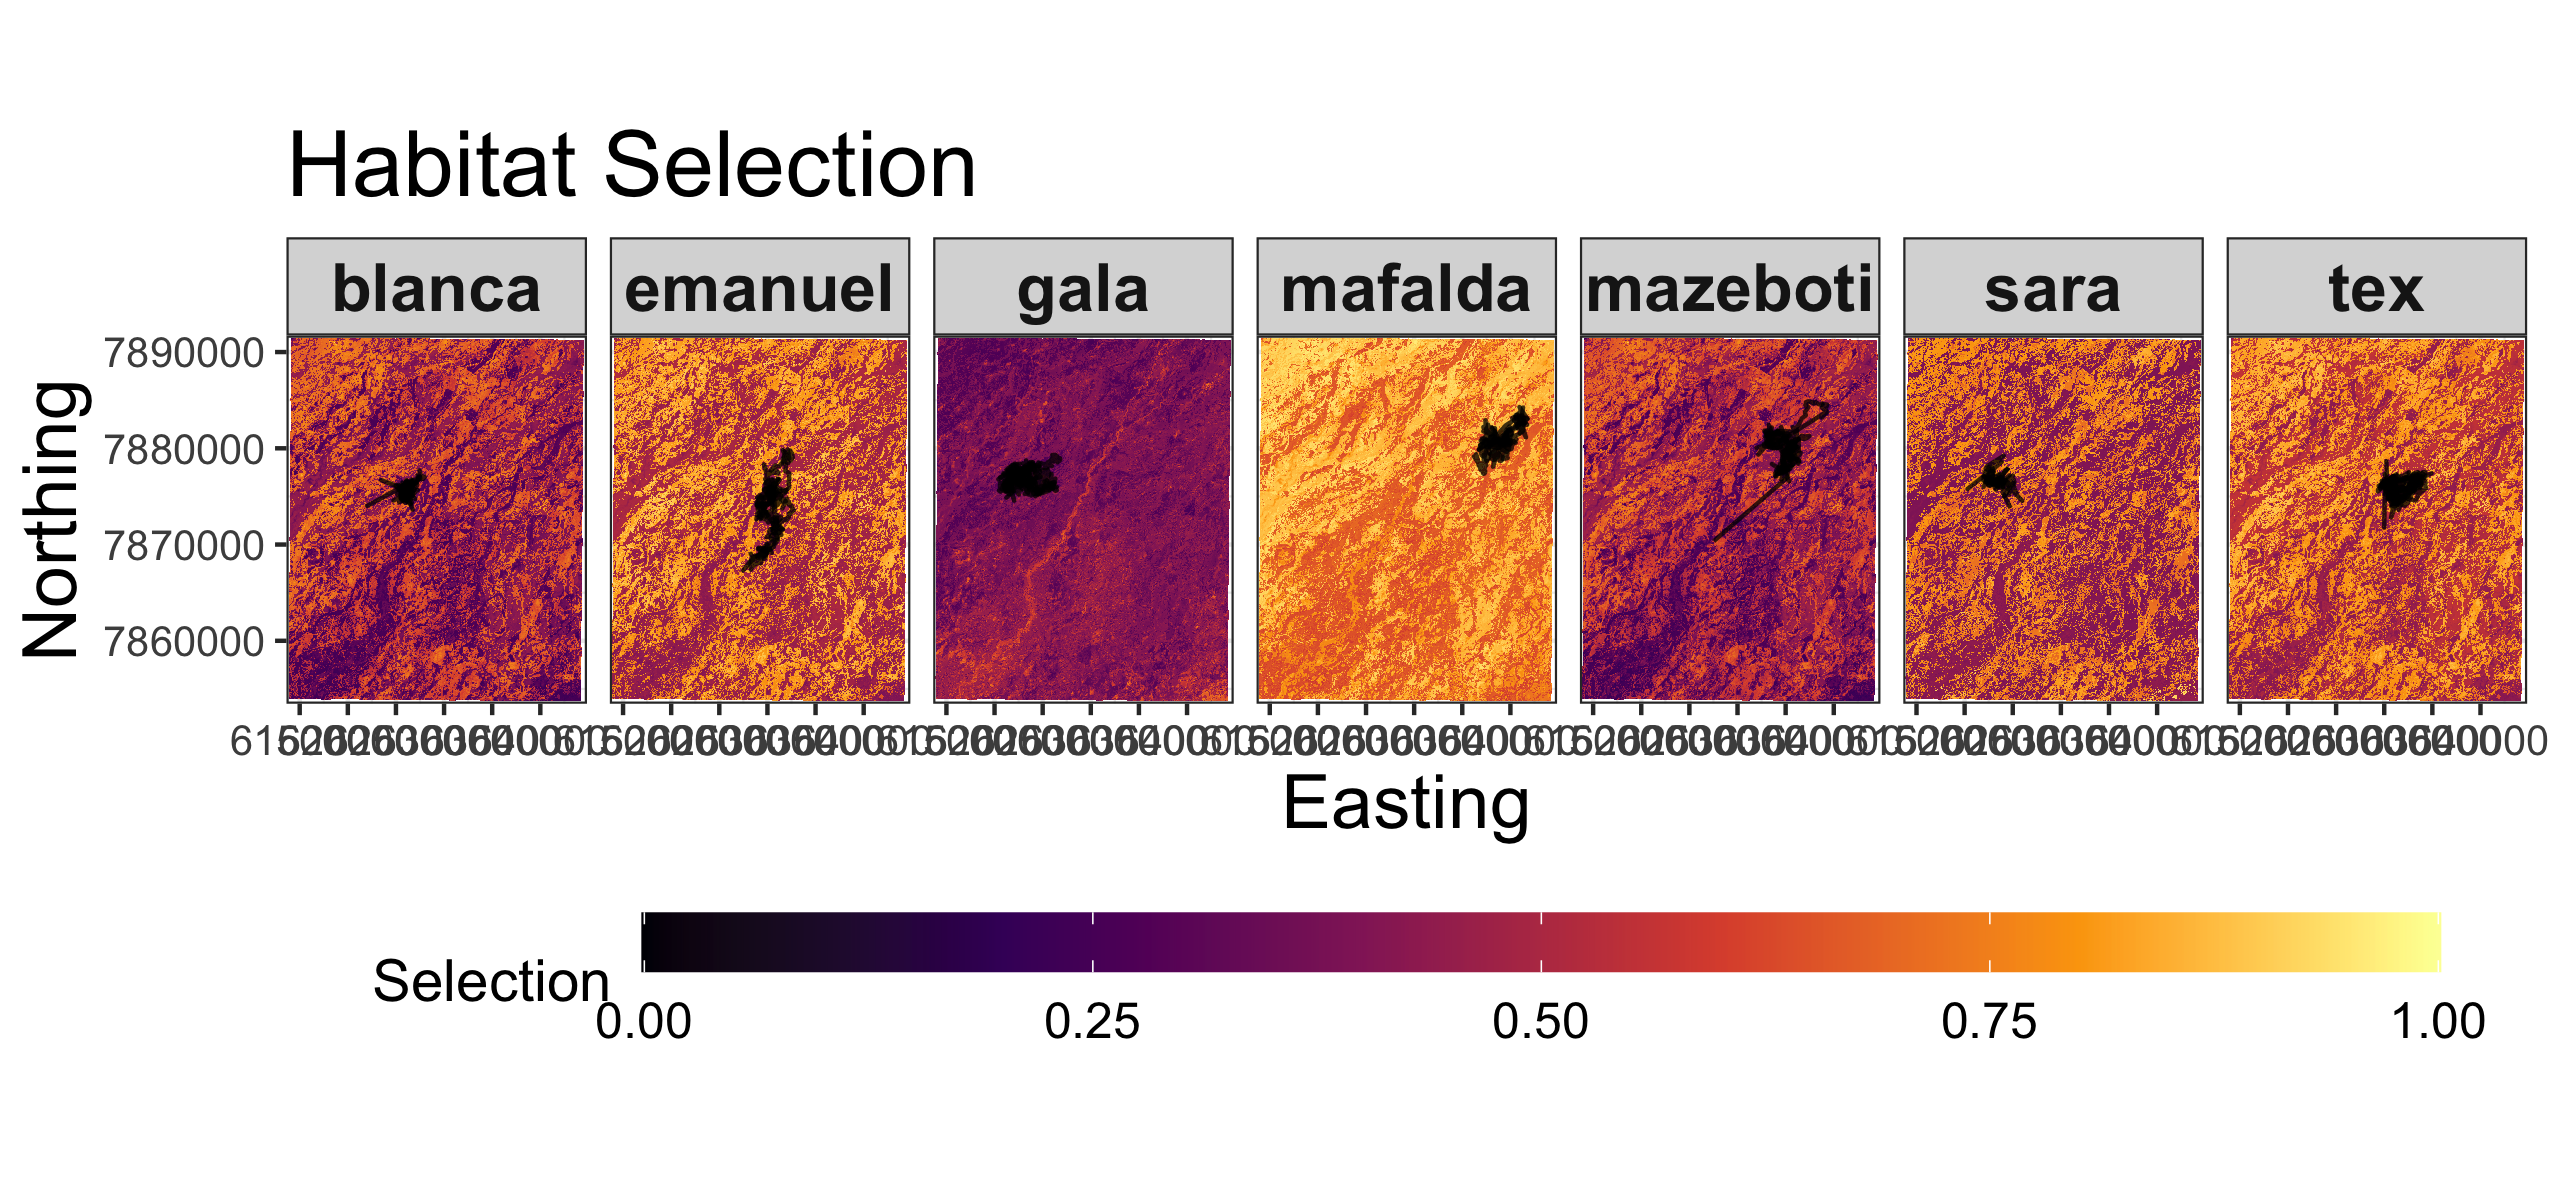 Habitat Selection
blanca emanuel gala mafalda mazeboti sara tex
7890000
7880000
7870000
7860000
Northing
Easting
Selection
0.00 0.25 0.50 0.75 1.00